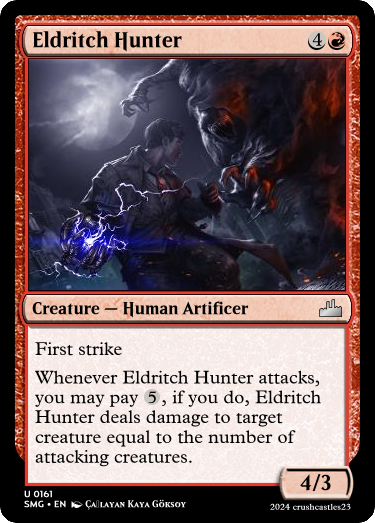 Eldritch Hunter 4
Creature — Human Artificer
First strike
Whenever Eldritch Hunter attacks,
you may pay 5, if you do, Eldritch
Hunter deals damage to target
creature equal to the number of
attacking creatures.
4/3
U 0161
SMG • EN Kaya Göksoy
2024 crushcastles23